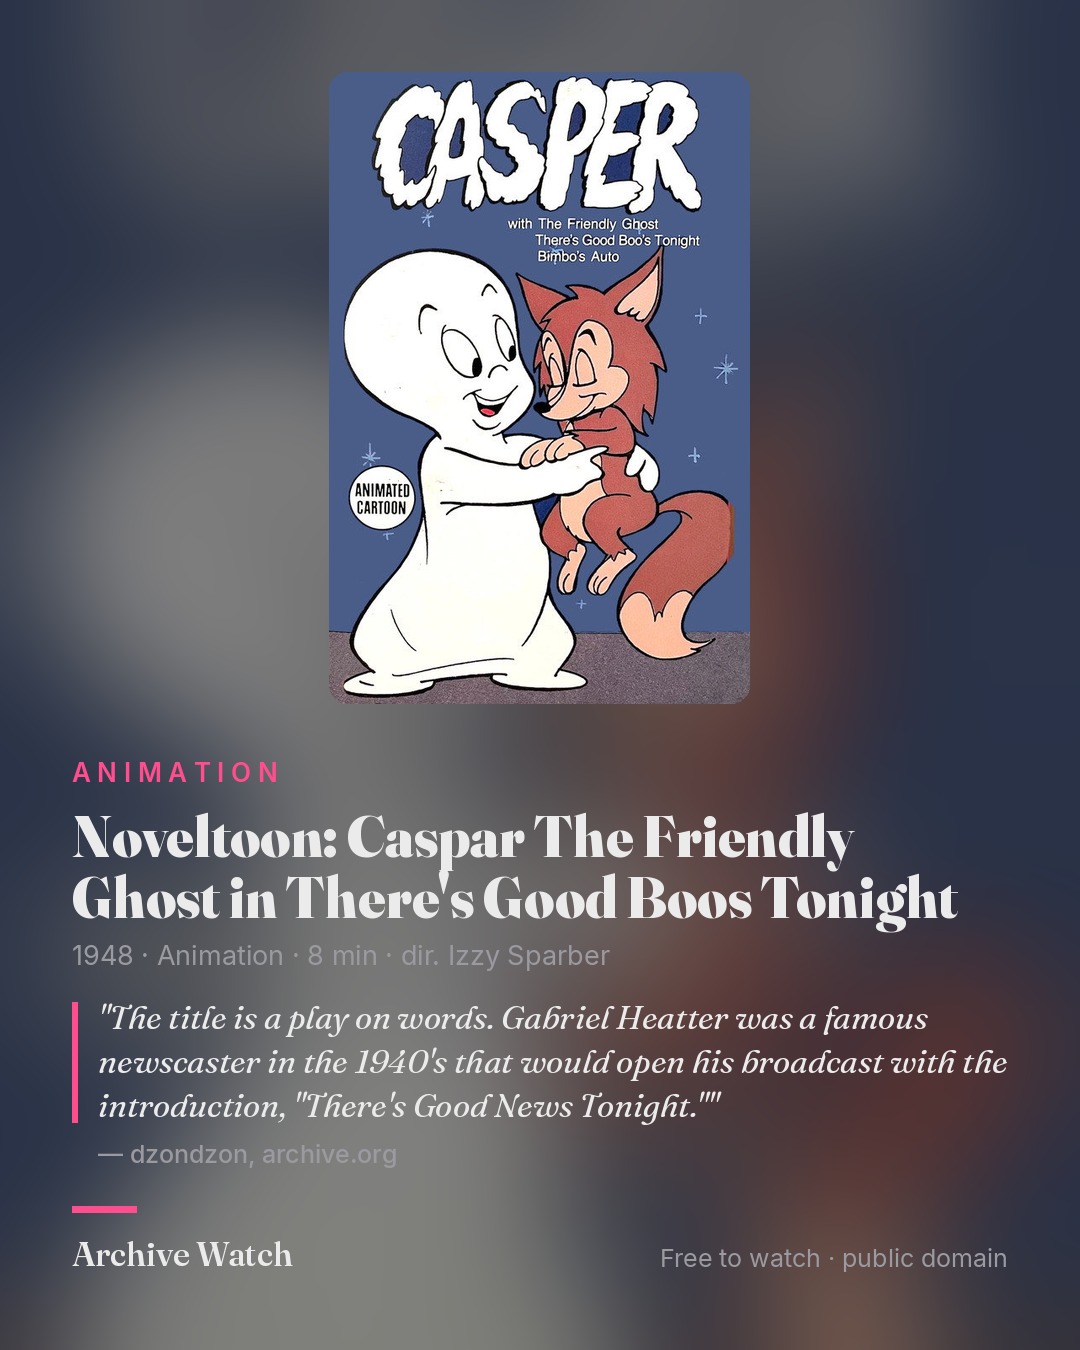 CASPER
with The Friendly Ghost
There's Good Boo's Tonight
Bimbo's Auto
ANIMATED
CARTOON
ANIMATION
Noveltoon: Caspar The Friendly
Ghost in There's Good Boos Tonight
1948 · Animation · 8 min · dir. Izzy Sparber
"The title is a play on words. Gabriel Heatter was a famous
newscaster in the 1940's that would open his broadcast with the
introduction, "There's Good News Tonight.""
— dzondzon, archive.org
Archive Watch
Free to watch · public domain